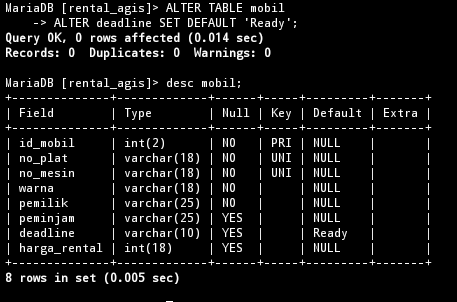 MariaDB [rental_agis]> ALTER TABLE mobil
    -> ALTER deadline SET DEFAULT 'Ready';
Query OK, 0 rows affected (0.014 sec)
Records: 0  Duplicates: 0  Warnings: 0

MariaDB [rental_agis]> desc mobil;
+--------------+-------------+------+-----+---------+-------+
| Field        | Type        | Null | Key | Default | Extra |
+--------------+-------------+------+-----+---------+-------+
| id_mobil     | int(2)      | NO   | PRI | NULL    |       |
| no_plat      | varchar(18) | NO   | UNI | NULL    |       |
| no_mesin     | varchar(18) | NO   | UNI | NULL    |       |
| warna        | varchar(18) | NO   |     | NULL    |       |
| pemilik      | varchar(25) | NO   |     | NULL    |       |
| peminjam     | varchar(25) | YES  |     | NULL    |       |
| deadline     | varchar(10) | YES  |     | Ready   |       |
| harga_rental | int(18)     | YES  |     | NULL    |       |
+--------------+-------------+------+-----+---------+-------+
8 rows in set (0.005 sec)